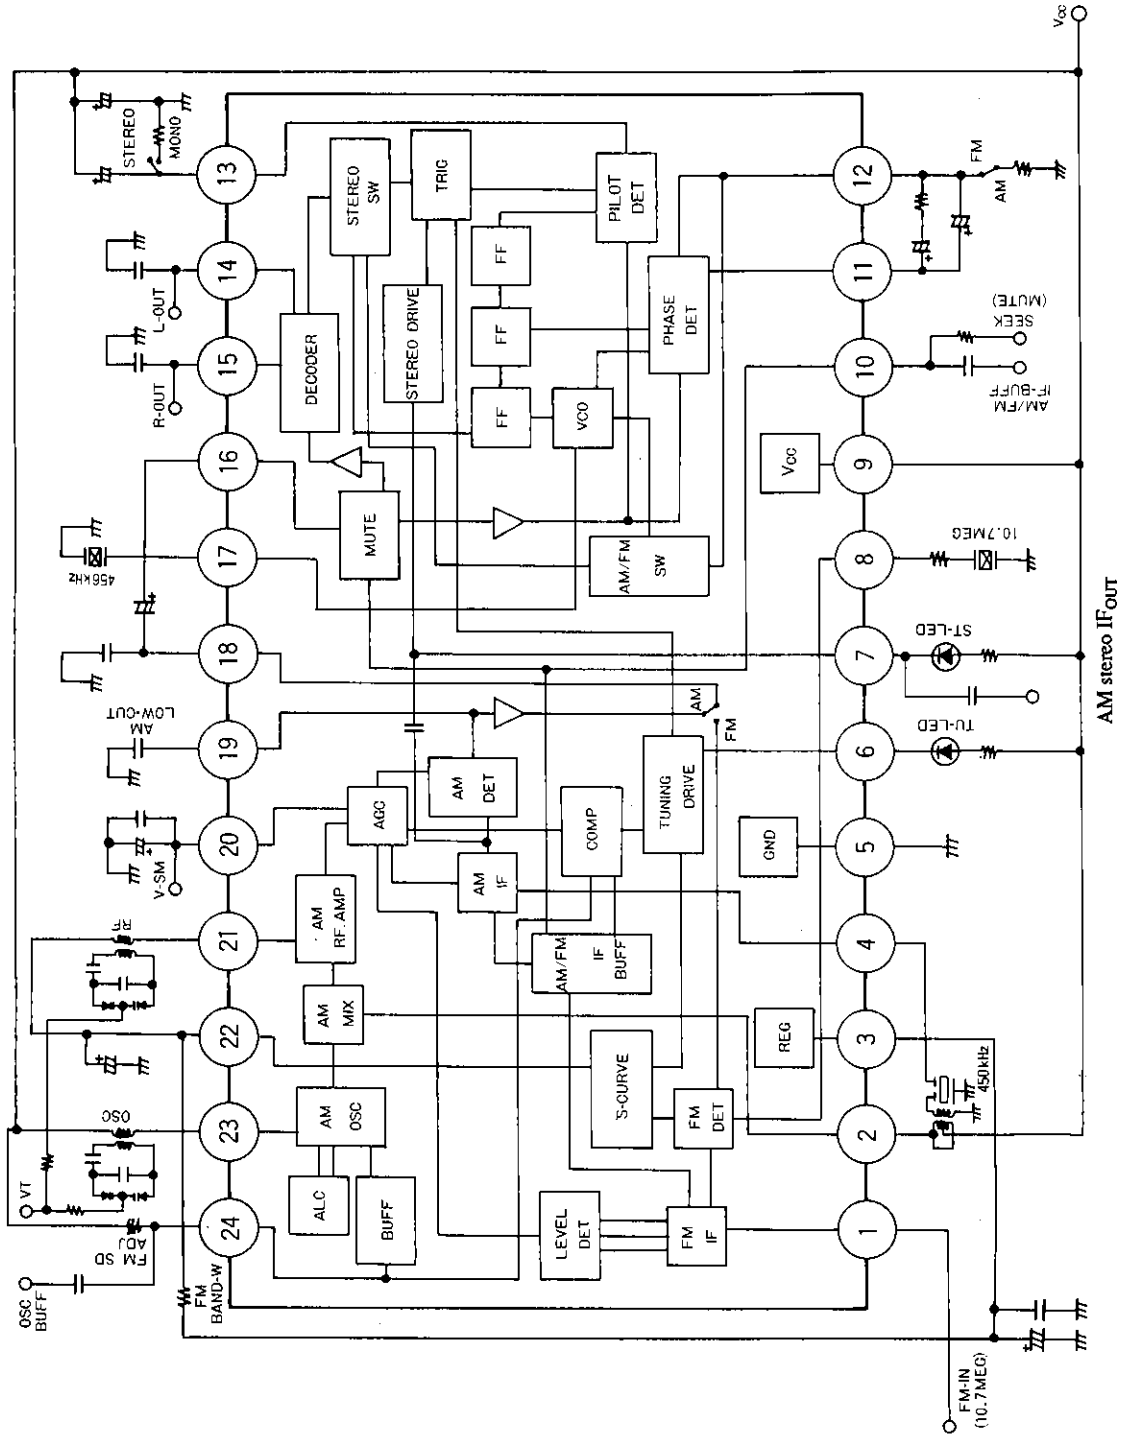 Vcc
STEREO
MONO
13
14
15
16
17
18
19
20
21
22
23
24
L-OUT
R-OUT
456kHz
AM
LOW-CUT
V-SM
RF
OSC
VT
FM SD
ADJ
OSC
BUFF
FM
BAND-W
STEREO
SW
TRIG
PILOT
DET
DECODER
STEREO DRIVE
FF
FF
FF
PHASE
DET
VCO
MUTE
AM/FM
SW
AM
FM
AM
DET
AGC
COMP
TUNING
DRIVE
AM
IF
AM
RF. AMP
AM/FM
IF
BUFF
AM
MIX
S-CURVE
FM
DET
AM
OSC
ALC
BUFF
LEVEL
DET
FM
IF
Vcc
GND
REG
12
11
10
9
8
7
6
5
4
3
2
1
FM
AM
SEEK
(MUTE)
AM/FM
IF-BUFF
10.7MEG
ST-LED
TU-LED
450kHz
FM-IN
(10.7MEG)
AM stereo IFOUT